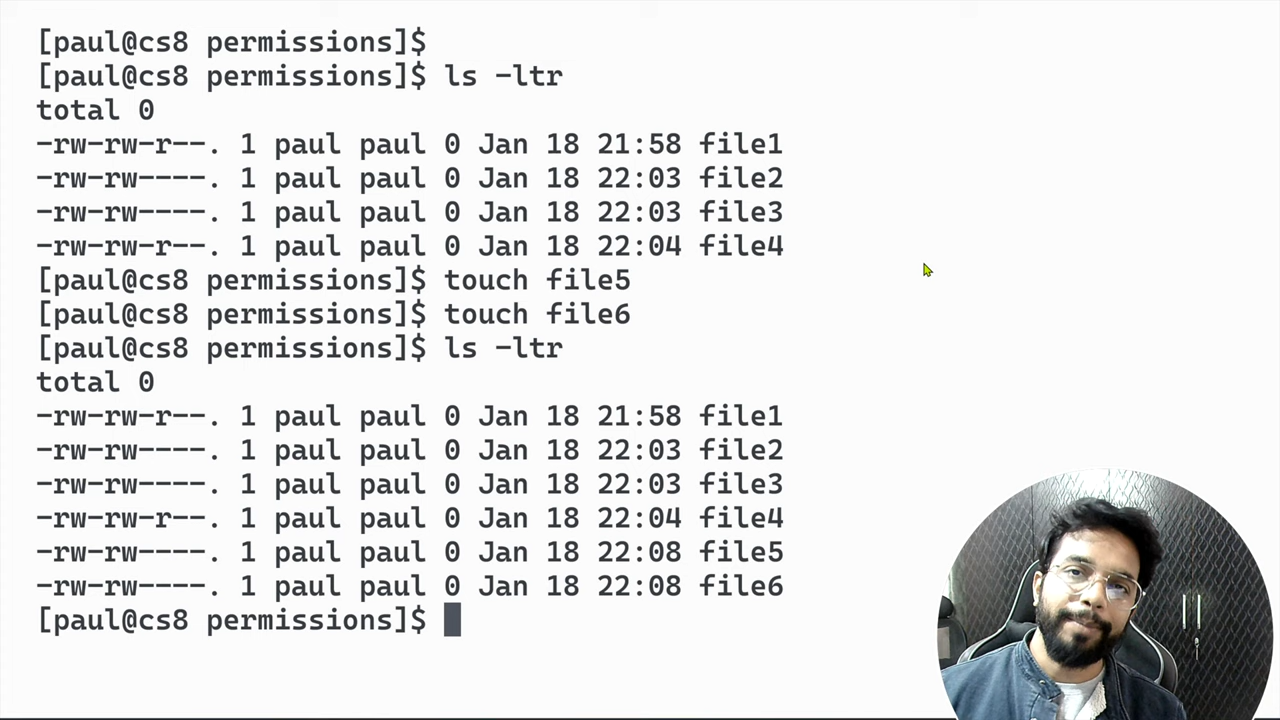 [paul@cs8 permissions]$
[paul@cs8 permissions]$ ls -ltr
total 0
-rw-rw-r--. 1 paul paul 0 Jan 18 21:58 file1
-rw-rw----. 1 paul paul 0 Jan 18 22:03 file2
-rw-rw----. 1 paul paul 0 Jan 18 22:03 file3
-rw-rw-r--. 1 paul paul 0 Jan 18 22:04 file4
[paul@cs8 permissions]$ touch file5
[paul@cs8 permissions]$ touch file6
[paul@cs8 permissions]$ ls -ltr
total 0
-rw-rw-r--. 1 paul paul 0 Jan 18 21:58 file1
-rw-rw----. 1 paul paul 0 Jan 18 22:03 file2
-rw-rw----. 1 paul paul 0 Jan 18 22:03 file3
-rw-rw-r--. 1 paul paul 0 Jan 18 22:04 file4
-rw-rw----. 1 paul paul 0 Jan 18 22:08 file5
-rw-rw----. 1 paul paul 0 Jan 18 22:08 file6
[paul@cs8 permissions]$